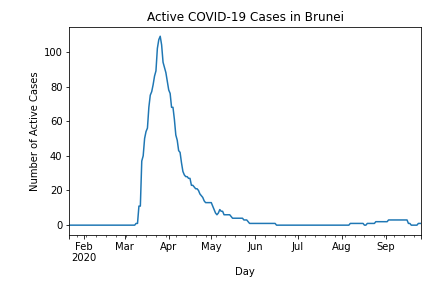 Active COVID-19 Cases in Brunei
Number of Active Cases
100
80
60
40
20
0
Feb Mar Apr May Jun Jul Aug Sep
2020
Day